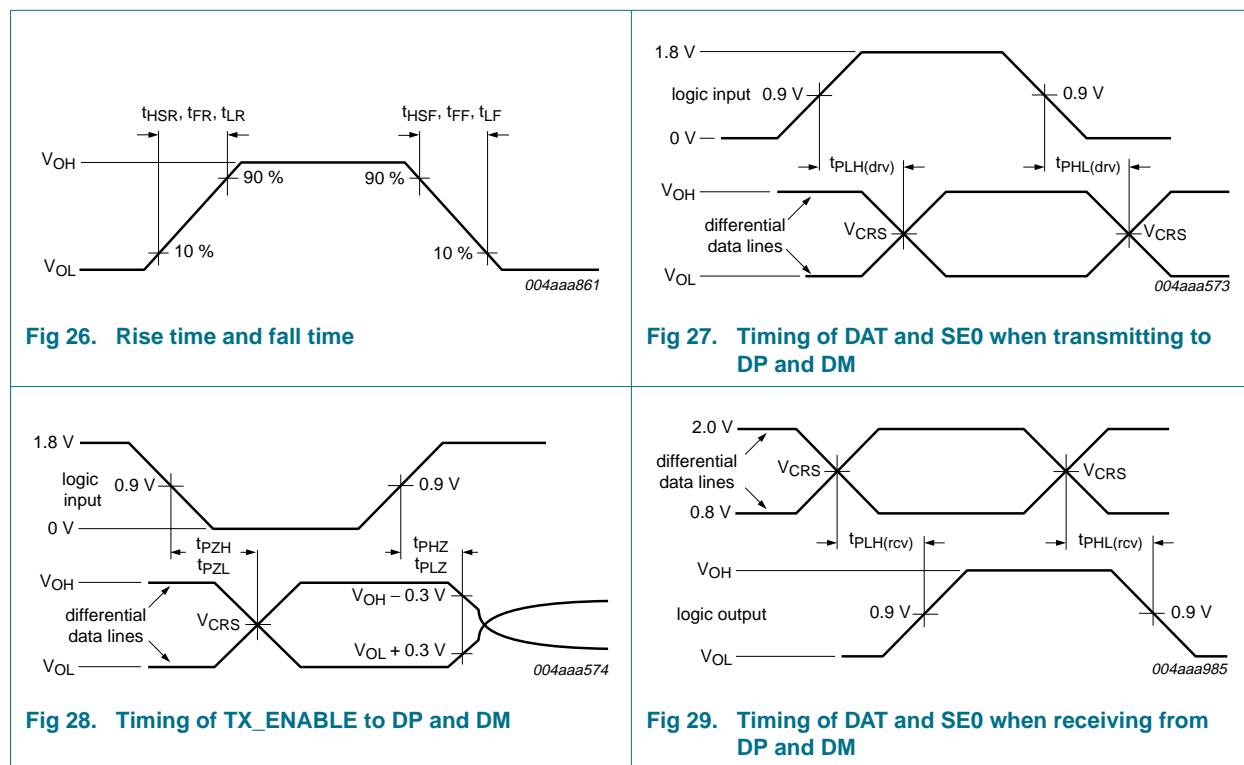 tHSR, tFR, tLR
tHSF, tFF, tLF
VOH
90 %
90 %
10 %
10 %
VOL
004aaa861
Fig 26. Rise time and fall time
1.8 V
logic input
0.9 V
0.9 V
0 V
tPLH(drv)
tPHL(drv)
VOH
differential
data lines
VCRS
VCRS
VOL
004aaa573
Fig 27. Timing of DAT and SE0 when transmitting to
DP and DM
1.8 V
logic
input
0.9 V
0.9 V
0 V
tPZH
tPZL
tPHZ
tPLZ
VOH
differential
data lines
VCRS
VOH – 0.3 V
VOL + 0.3 V
VOL
004aaa574
Fig 28. Timing of TX_ENABLE to DP and DM
2.0 V
differential
data lines
VCRS
VCRS
0.8 V
tPLH(rcv)
tPHL(rcv)
VOH
logic output
0.9 V
0.9 V
VOL
004aaa985
Fig 29. Timing of DAT and SE0 when receiving from
DP and DM